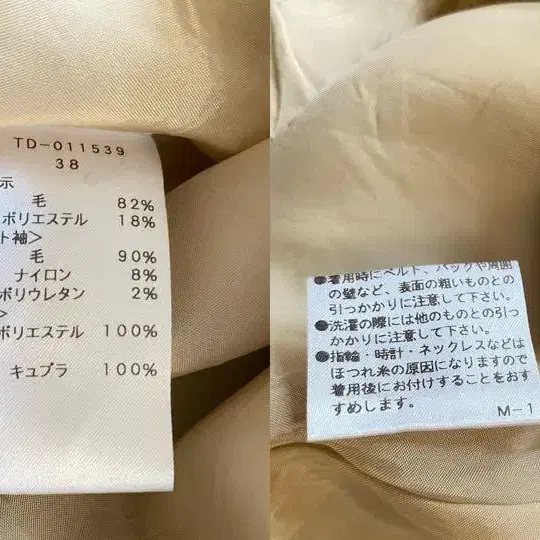 TD-011539
38
示
毛 82%
ポリエステル 18%
ト袖＞
毛 90%
ナイロン 8%
ポリウレタン 2%
＞
ポリエステル 100%
キュプラ 100%
●着用時にベルト、バッグや周囲
の壁など、表面の粗いものとの
引っかかりに注意して下さい。
●洗濯の際には他のものとの引っ
かかりに注意して下さい。
●指輪・時計・ネックレスなどは
ほつれ糸の原因になりますので
着用後にお付けすることをおす
すめします。
M-1